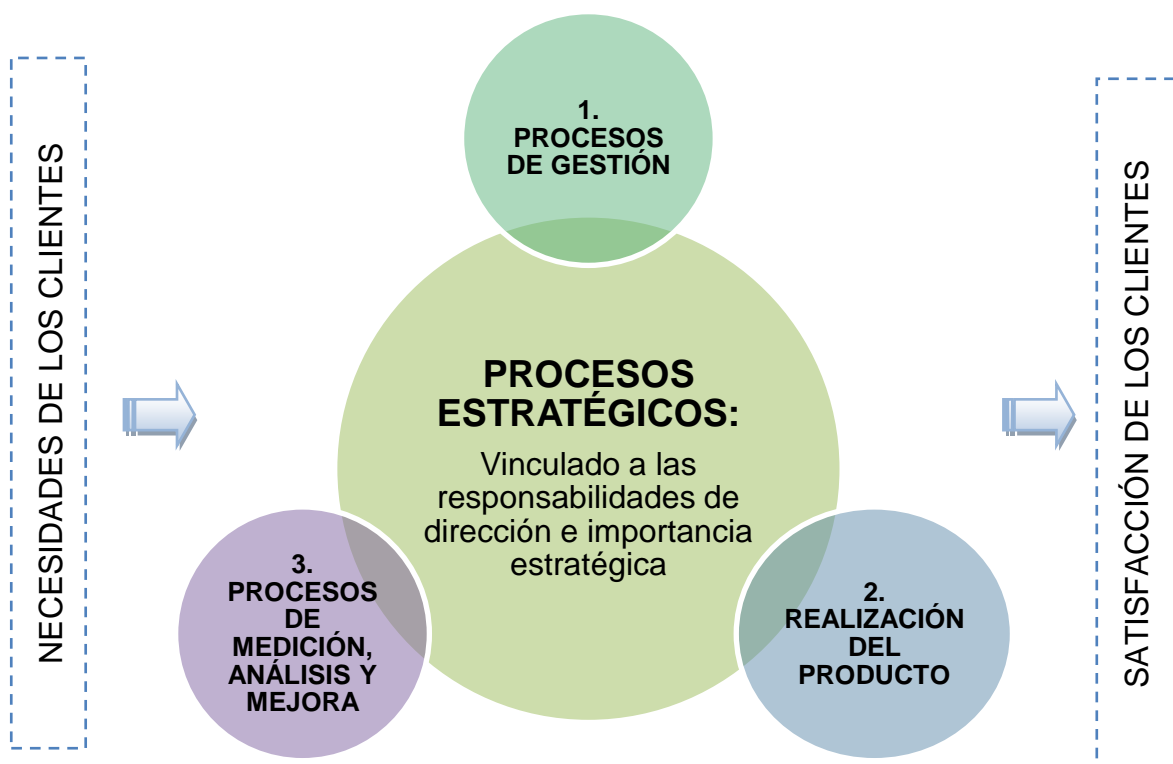 NECESIDADES DE LOS CLIENTES
1.
PROCESOS
DE GESTIÓN
PROCESOS
ESTRATÉGICOS:
Vinculado a las
responsabilidades de
dirección e importancia
estratégica
2.
REALIZACIÓN
DEL
PRODUCTO
3.
PROCESOS
DE
MEDICIÓN,
ANÁLISIS Y
MEJORA
SATISFACCIÓN DE LOS CLIENTES